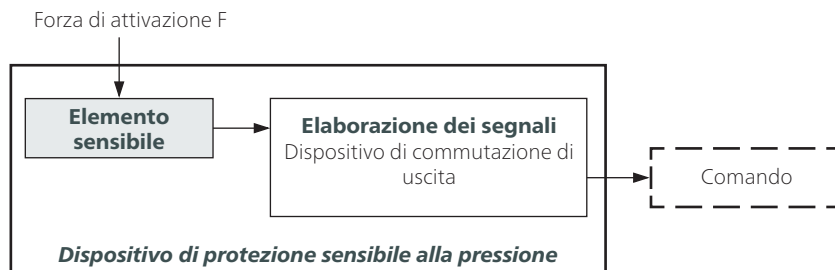 Forza di attivazione F
Elemento
sensibile
Elaborazione dei segnali
Dispositivo di commutazione di
uscita
Comando
Dispositivo di protezione sensibile alla pressione